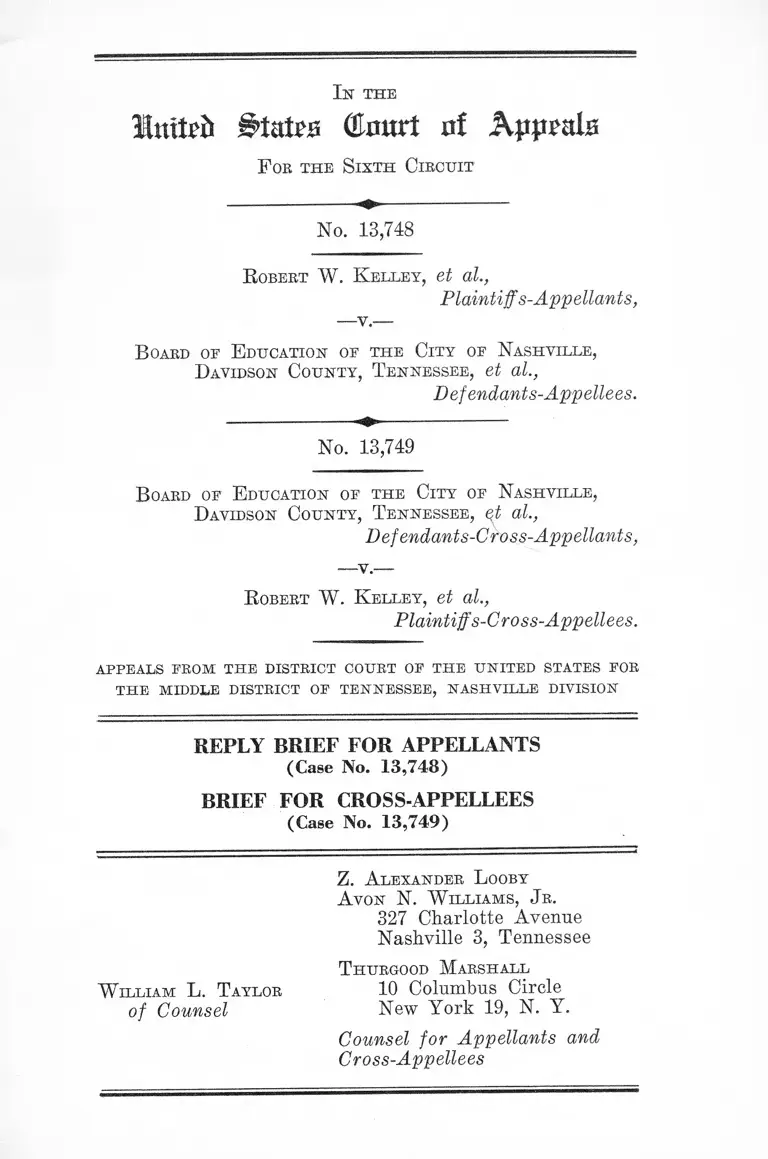 IN THE
United States Court of Appeals
FOR THE SIXTH CIRCUIT
No. 13,748
ROBERT W. KELLEY, et al.,
Plaintiffs-Appellants,
—v.—
BOARD OF EDUCATION OF THE CITY OF NASHVILLE,
DAVIDSON COUNTY, TENNESSEE, et al.,
Defendants-Appellees.
No. 13,749
BOARD OF EDUCATION OF THE CITY OF NASHVILLE,
DAVIDSON COUNTY, TENNESSEE, et al.,
Defendants-Cross-Appellants,
—v.—
ROBERT W. KELLEY, et al.,
Plaintiffs-Cross-Appellees.
APPEALS FROM THE DISTRICT COURT OF THE UNITED STATES FOR
THE MIDDLE DISTRICT OF TENNESSEE, NASHVILLE DIVISION
REPLY BRIEF FOR APPELLANTS
(Case No. 13,748)
BRIEF FOR CROSS-APPELLEES
(Case No. 13,749)
Z. ALEXANDER LOOBY
AVON N. WILLIAMS, JR.
327 Charlotte Avenue
Nashville 3, Tennessee
THURGOOD MARSHALL
10 Columbus Circle
New York 19, N. Y.
WILLIAM L. TAYLOR
of Counsel
Counsel for Appellants and
Cross-Appellees